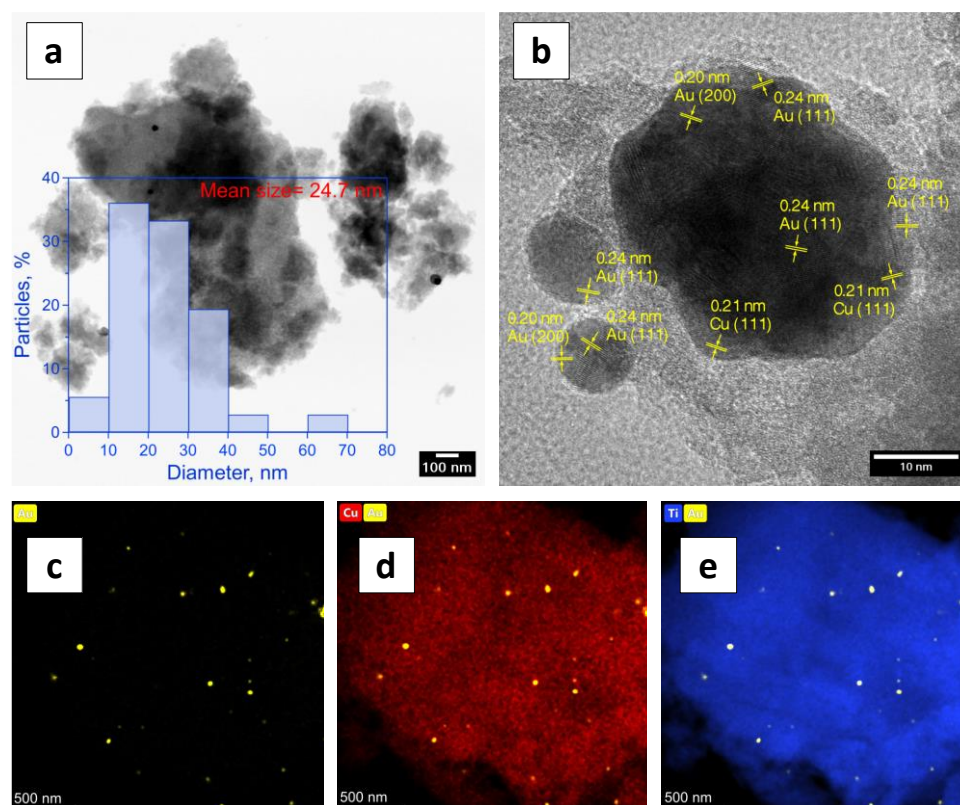 a
Mean size= 24.7 nm
Particles, %
40
30
20
10
0
0 10 20 30 40 50 60 70 80
Diameter, nm
100 nm
b
0.20 nm
Au (200)
0.24 nm
Au (111)
0.24 nm
Au (111)
0.24 nm
Au (111)
0.24 nm
Au (111)
0.21 nm
Cu (111)
0.21 nm
Cu (111)
0.20 nm
Au (200)
0.24 nm
Au (111)
10 nm
Au
c
500 nm
Cu Au
d
500 nm
Ti Au
e
500 nm